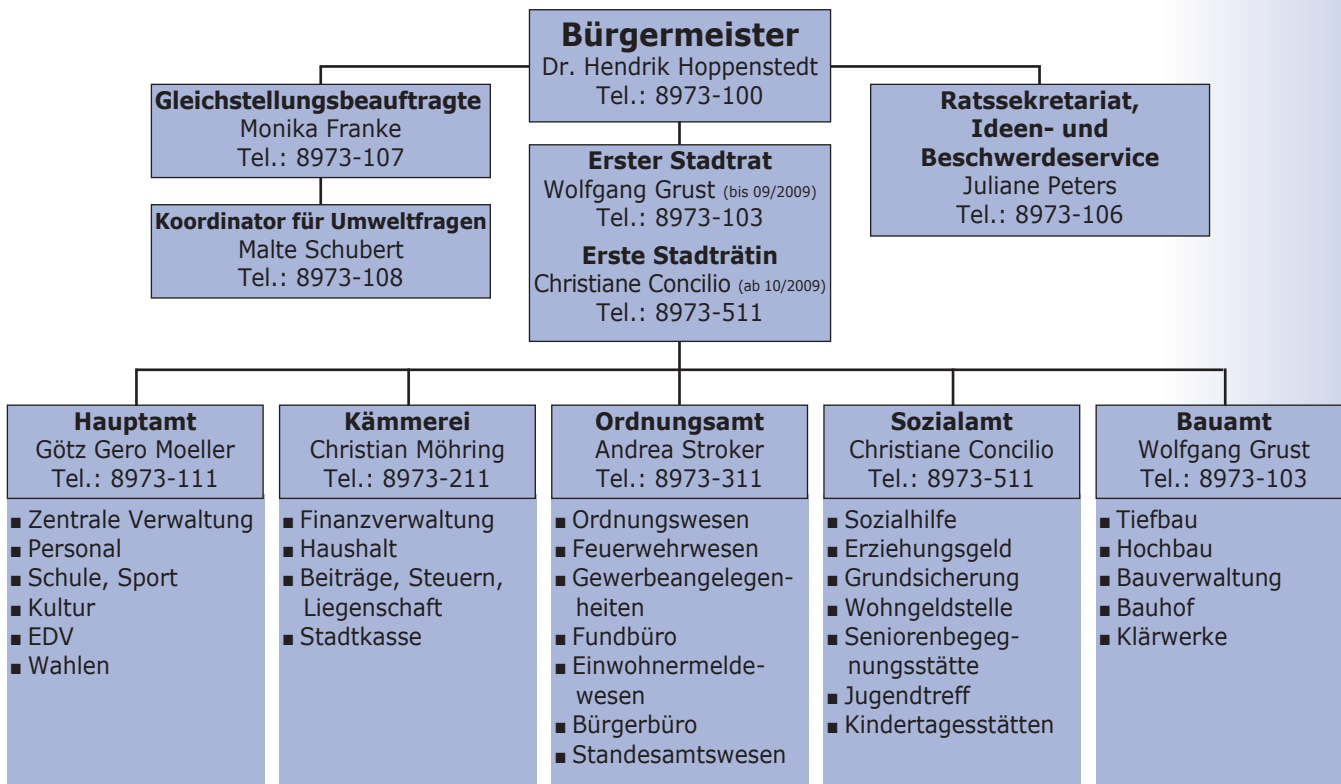 Bürgermeister
Dr. Hendrik Hoppenstedt
Tel.: 8973-100
Gleichstellungsbeauftragte
Monika Franke
Tel.: 8973-107
Koordinator für Umweltfragen
Malte Schubert
Tel.: 8973-108
Erster Stadtrat
Wolfgang Grust (bis 09/2009)
Tel.: 8973-103
Erste Stadträtin
Christiane Concilio (ab 10/2009)
Tel.: 8973-511
Ratssekretariat,
Ideen- und
Beschwerdeservice
Juliane Peters
Tel.: 8973-106
Hauptamt
Götz Gero Moeller
Tel.: 8973-111
■ Zentrale Verwaltung
■ Personal
■ Schule, Sport
■ Kultur
■ EDV
■ Wahlen
Kämmerei
Christian Möhring
Tel.: 8973-211
■ Finanzverwaltung
■ Haushalt
■ Beiträge, Steuern,
Liegenschaft
■ Stadtkasse
Ordnungsamt
Andrea Stroker
Tel.: 8973-311
■ Ordnungswesen
■ Feuerwehrwesen
■ Gewerbeangelegen-
heiten
■ Fundbüro
■ Einwohnermelde-
wesen
■ Bürgerbüro
■ Standesamtswesen
Sozialamt
Christiane Concilio
Tel.: 8973-511
■ Sozialhilfe
■ Erziehungsgeld
■ Grundsicherung
■ Wohngeldstelle
■ Seniorenbegeg-
nungsstätte
■ Jugendtreff
■ Kindertagesstätten
Bauamt
Wolfgang Grust
Tel.: 8973-103
■ Tiefbau
■ Hochbau
■ Bauverwaltung
■ Bauhof
■ Klärwerke